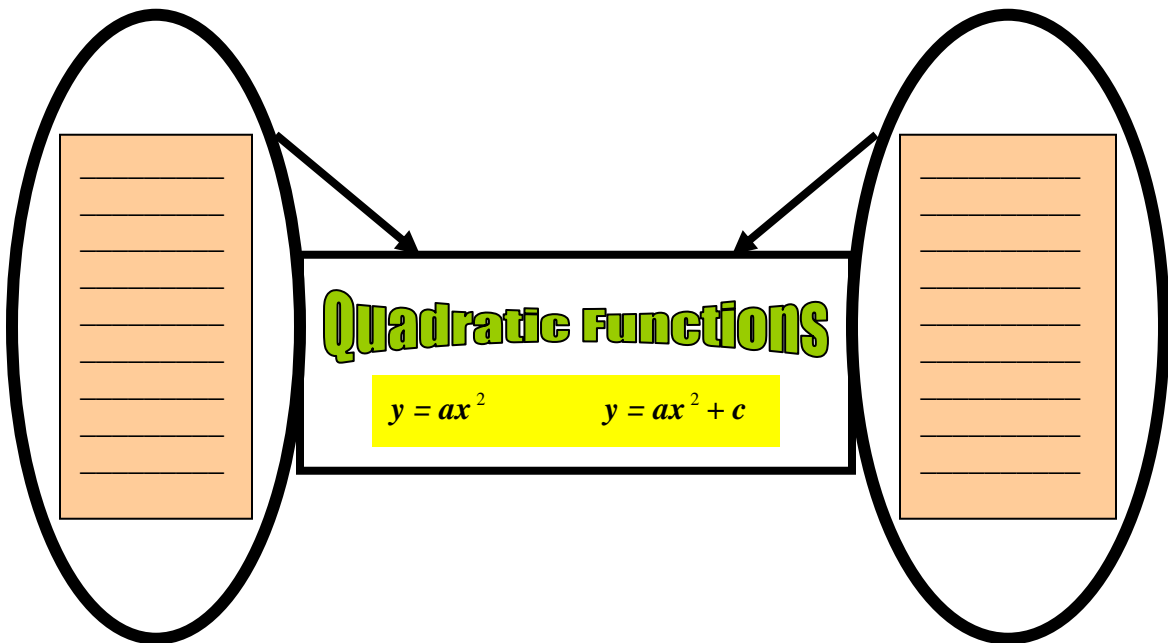 Quadratic Functions
y = ax² y = ax² + c